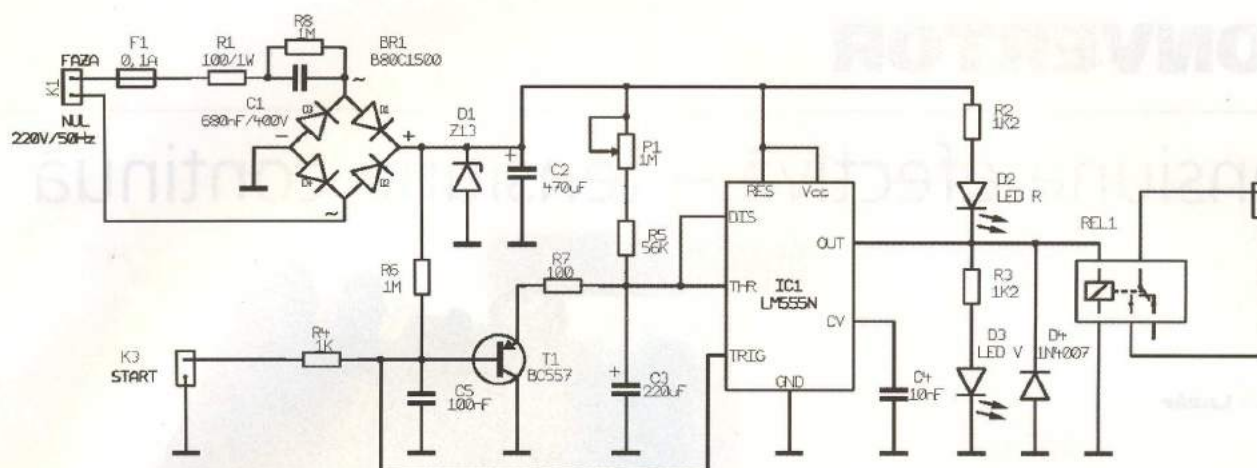 FAZA
K1
NUL
220V/50Hz
F1
0,1A
R1
100/1W
R8
1M
C1
680nF/400V
BR1
B80C1500
~
D3
D1
D4
D2
-
+
~
D1
Z13
+
C2
470uF
P1
1M
R5
56K
R6
1M
R7
100
R4
1K
K3
START
T1
BC557
C5
100nF
+
C3
220uF
RES
Vcc
DIS
OUT
THR
IC1
LM555N
CV
TRIG
GND
C4
10nF
R2
1K2
D2
LED R
R3
1K2
D3
LED V
D4
1N4007
REL1